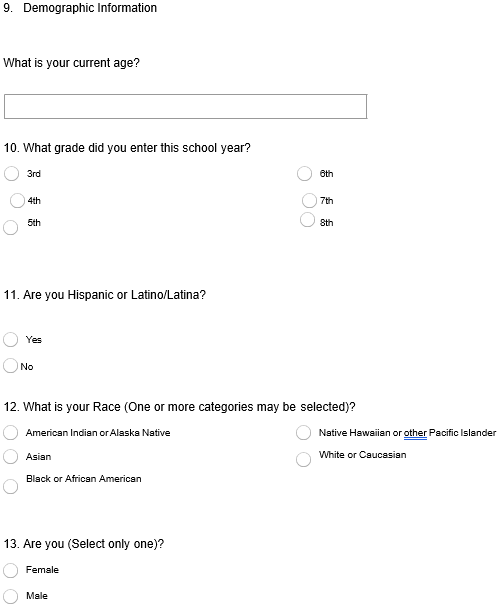 9. Demographic Information
What is your current age?
10. What grade did you enter this school year?
3rd
4th
5th
6th
7th
8th
11. Are you Hispanic or Latino/Latina?
Yes
No
12. What is your Race (One or more categories may be selected)?
American Indian or Alaska Native
Asian
Black or African American
Native Hawaiian or other Pacific Islander
White or Caucasian
13. Are you (Select only one)?
Female
Male